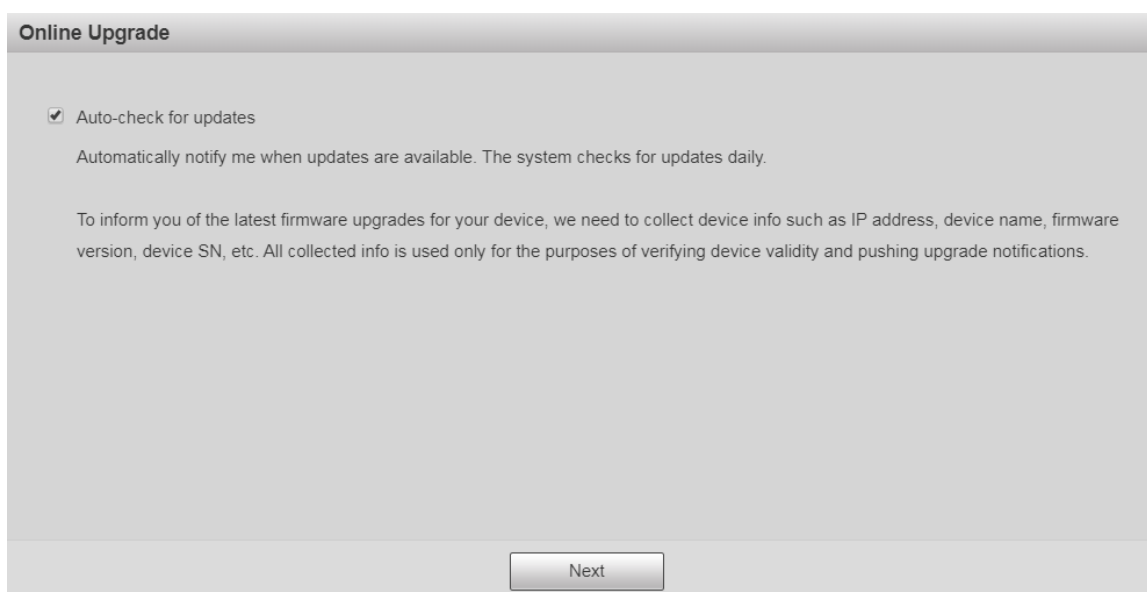 Online Upgrade
Auto-check for updates
Automatically notify me when updates are available. The system checks for updates daily.
To inform you of the latest firmware upgrades for your device, we need to collect device info such as IP address, device name, firmware
version, device SN, etc. All collected info is used only for the purposes of verifying device validity and pushing upgrade notifications.
Next